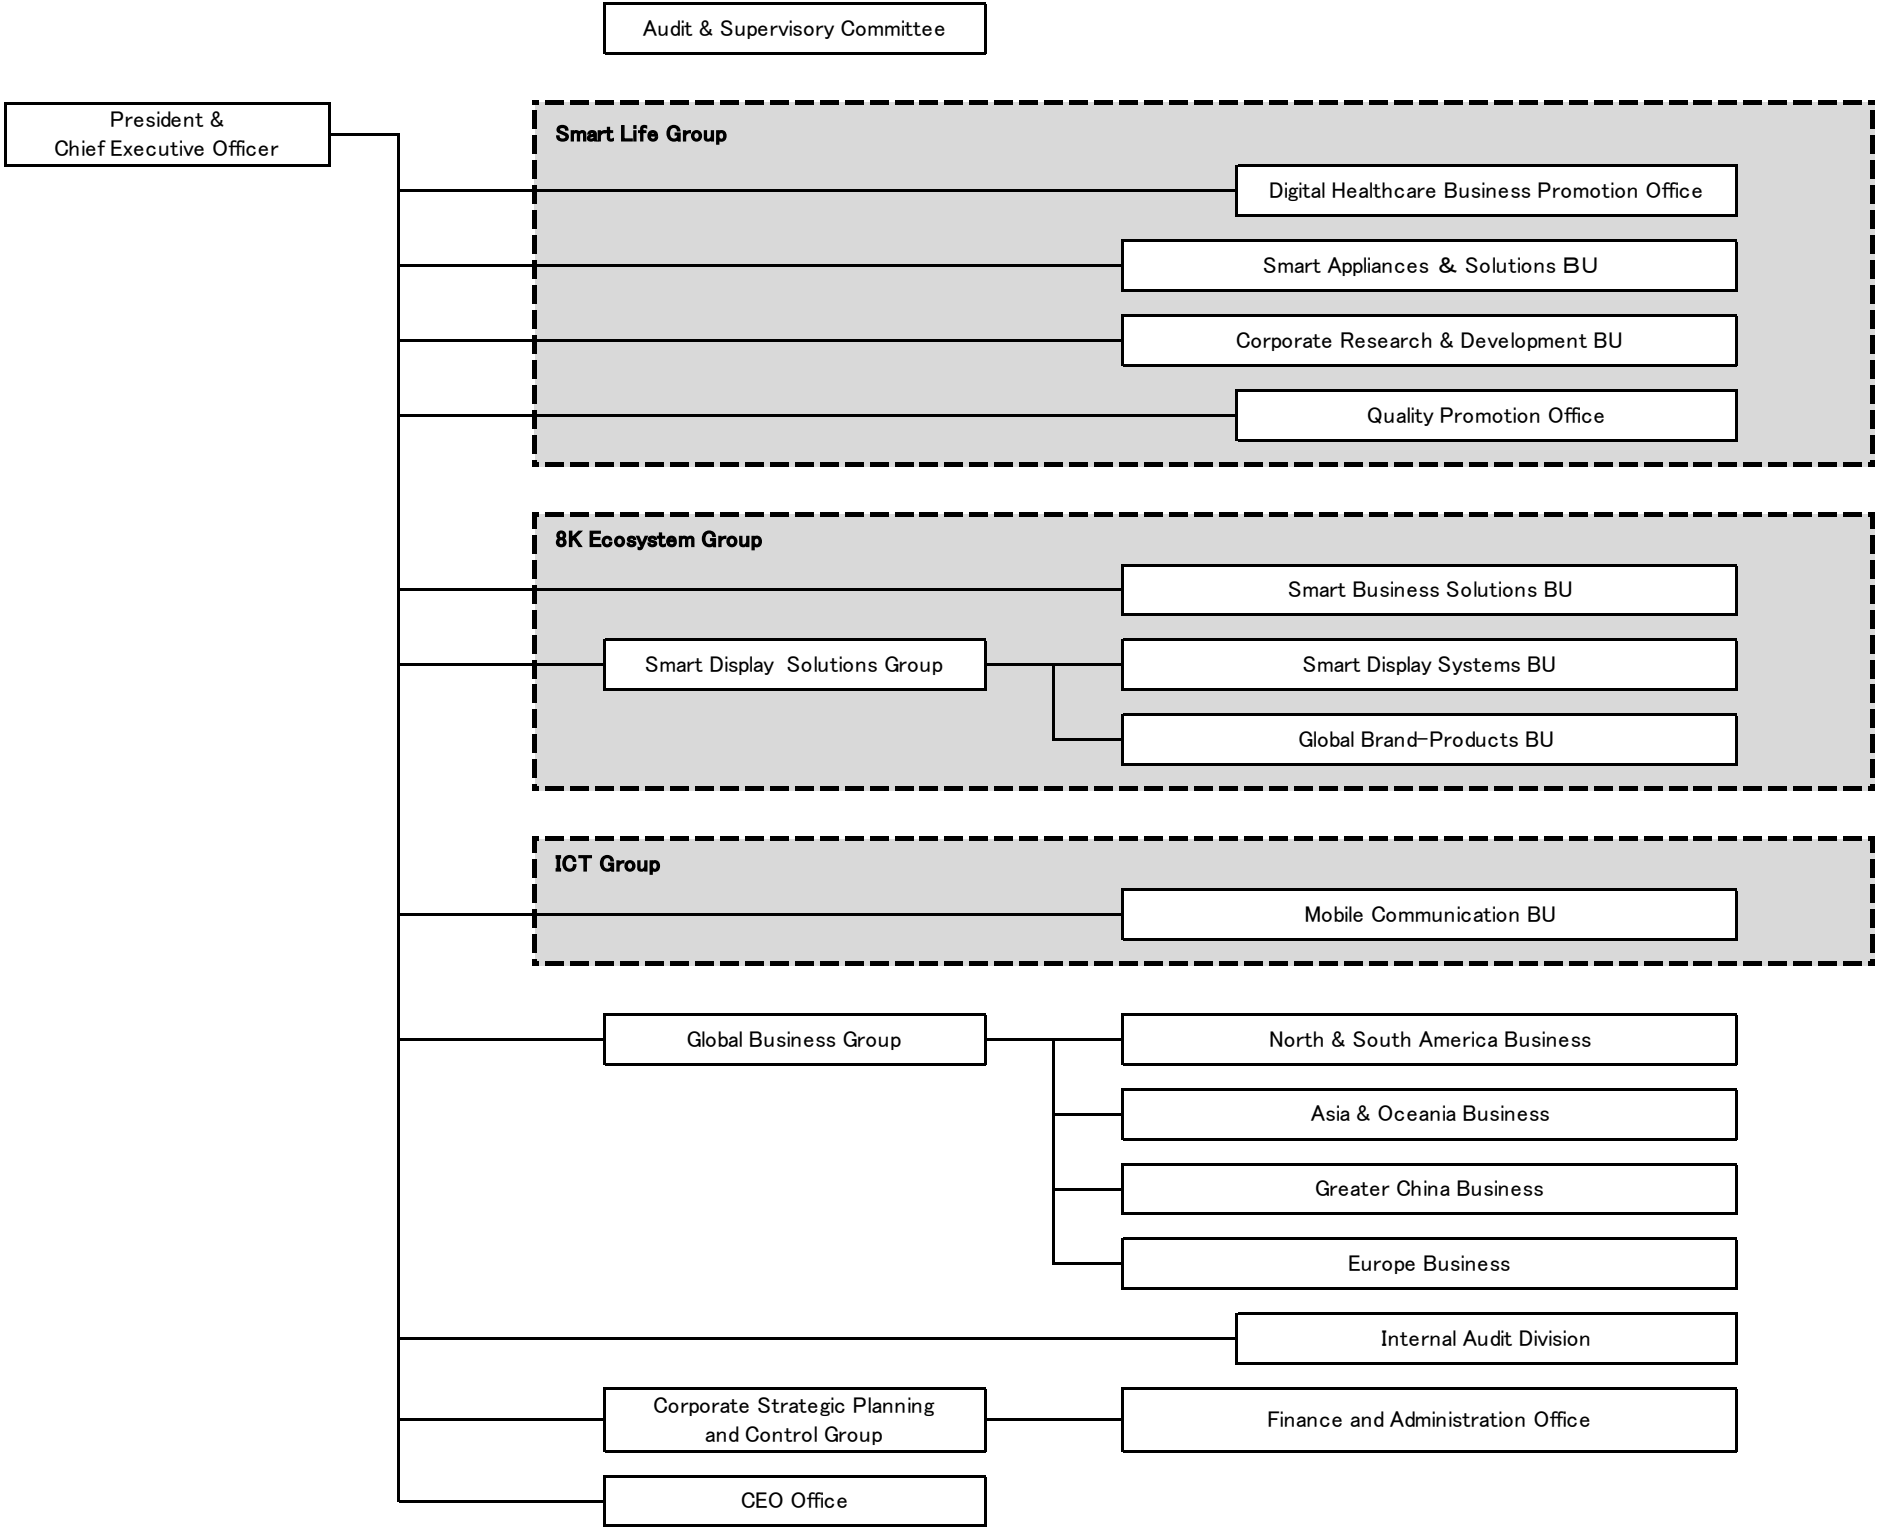 Audit & Supervisory Committee
President &
Chief Executive Officer
Smart Life Group
Digital Healthcare Business Promotion Office
Smart Appliances & Solutions BU
Corporate Research & Development BU
Quality Promotion Office
8K Ecosystem Group
Smart Business Solutions BU
Smart Display Solutions Group
Smart Display Systems BU
Global Brand-Products BU
ICT Group
Mobile Communication BU
Global Business Group
North & South America Business
Asia & Oceania Business
Greater China Business
Europe Business
Internal Audit Division
Corporate Strategic Planning
and Control Group
Finance and Administration Office
CEO Office